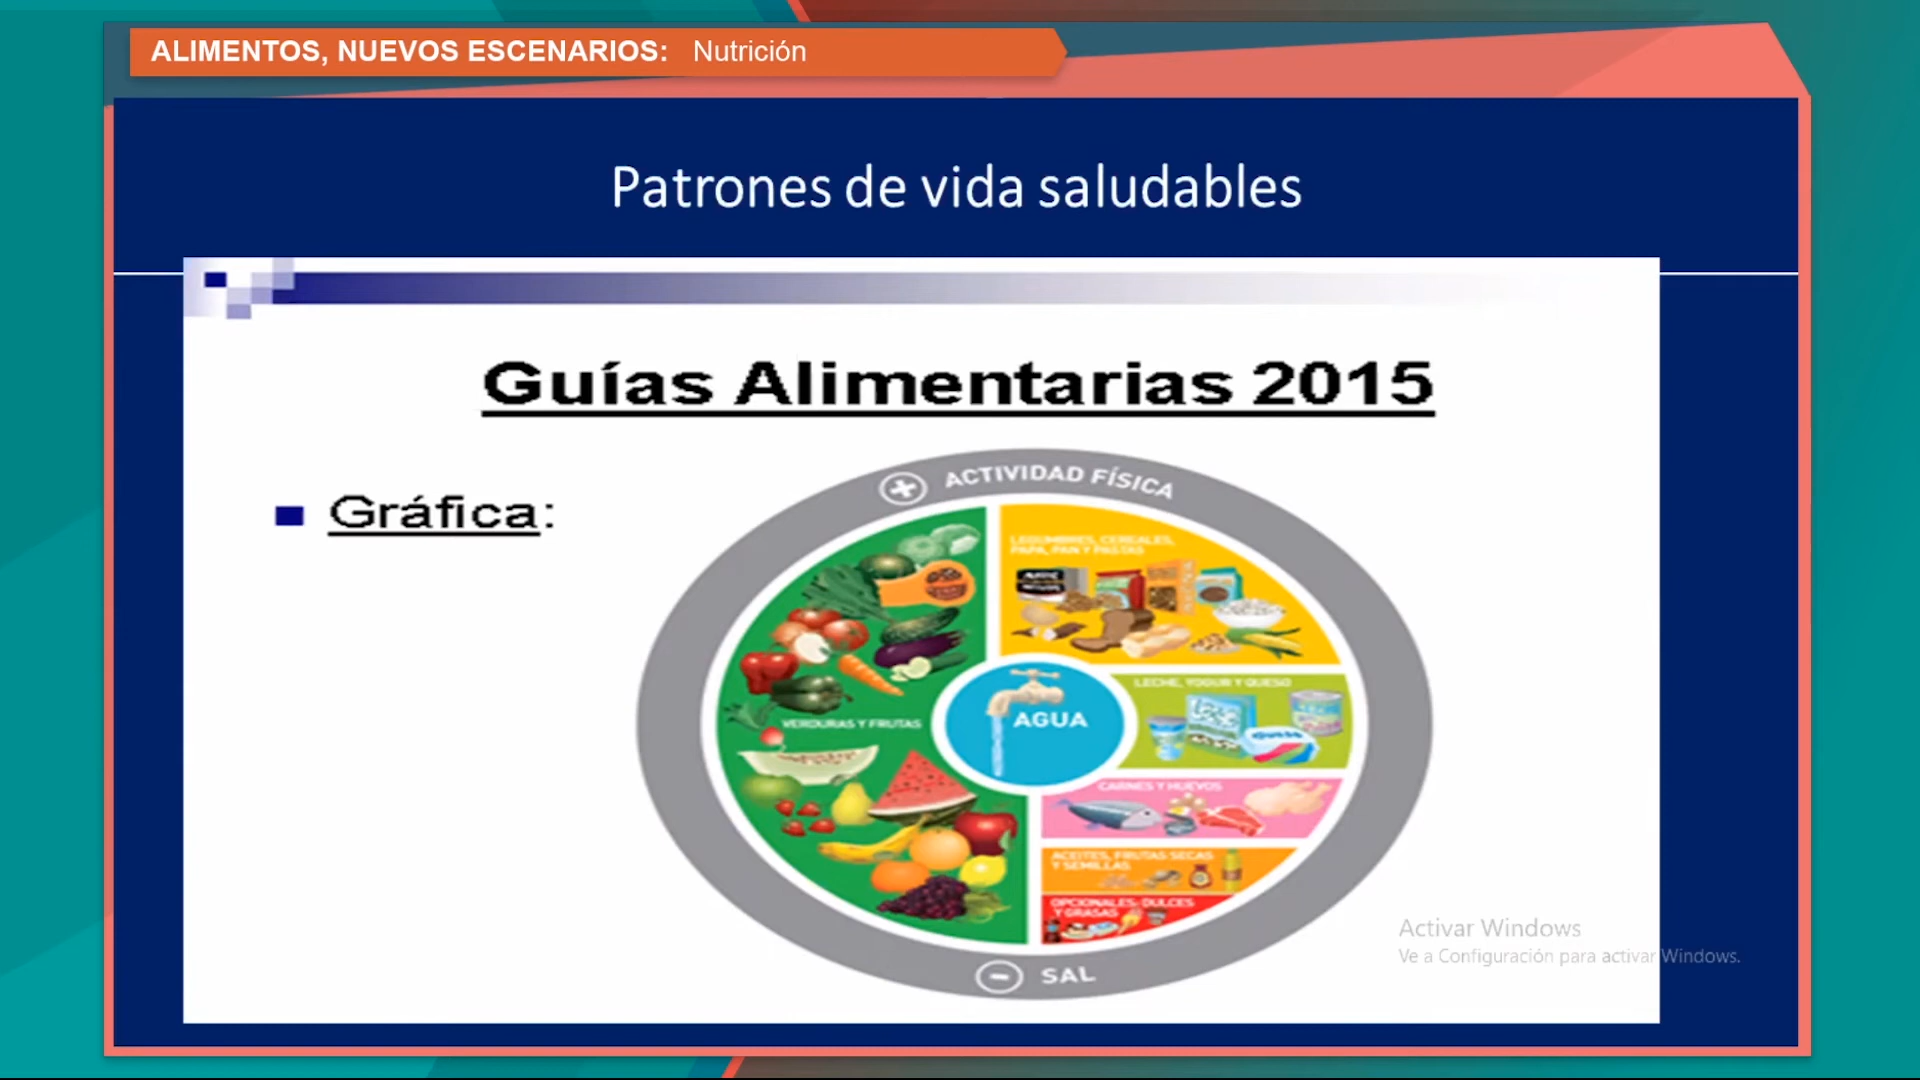 ALIMENTOS, NUEVOS ESCENARIOS: Nutrición
Patrones de vida saludables
Guías Alimentarias 2015
Gráfica:
+ ACTIVIDAD FÍSICA
LEGUMBRES, CEREALES,
PAPA, PAN Y PASTAS
LECHE, YOGUR Y QUESO
VERDURAS Y FRUTAS
AGUA
CARNES Y HUEVOS
ACEITES, FRUTAS SECAS
Y SEMILLAS
OPCIONALES: DULCES
Y GRASAS
- SAL
Activar Windows
Ve a Configuración para activar Windows.